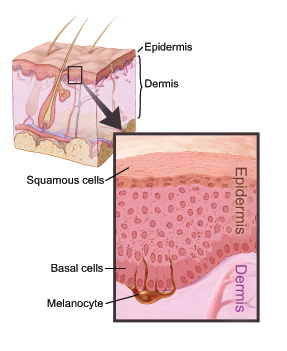 Epidermis
Dermis
Squamous cells
Epidermis
Basal cells
Dermis
Melanocyte